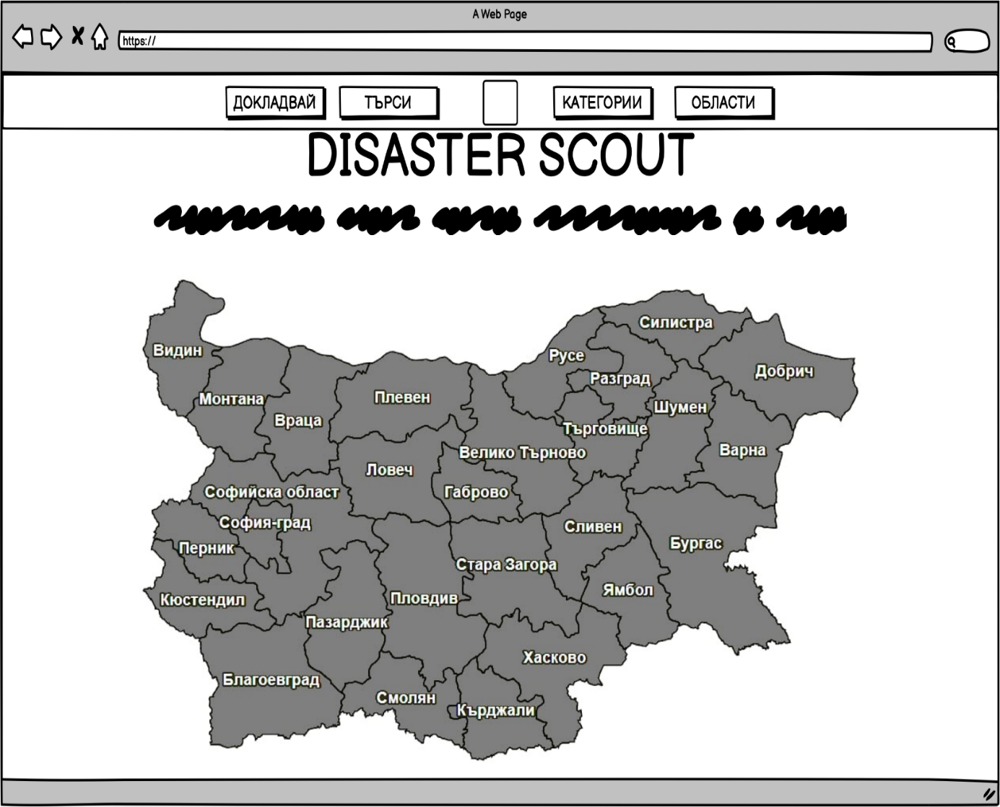 A Web Page
https://
ДОКЛАДВАЙ ТЪРСИ КАТЕГОРИИ ОБЛАСТИ
DISASTER SCOUT
Силистра
Видин
Русе
Добрич
Разград
Монтана
Плевен
Шумен
Враца
Търговище
Велико Търново
Варна
Ловеч
Софийска област
Габрово
София-град
Сливен
Перник
Бургас
Стара Загора
Кюстендил
Пловдив
Ямбол
Пазарджик
Хасково
Благоевград
Смолян
Кърджали